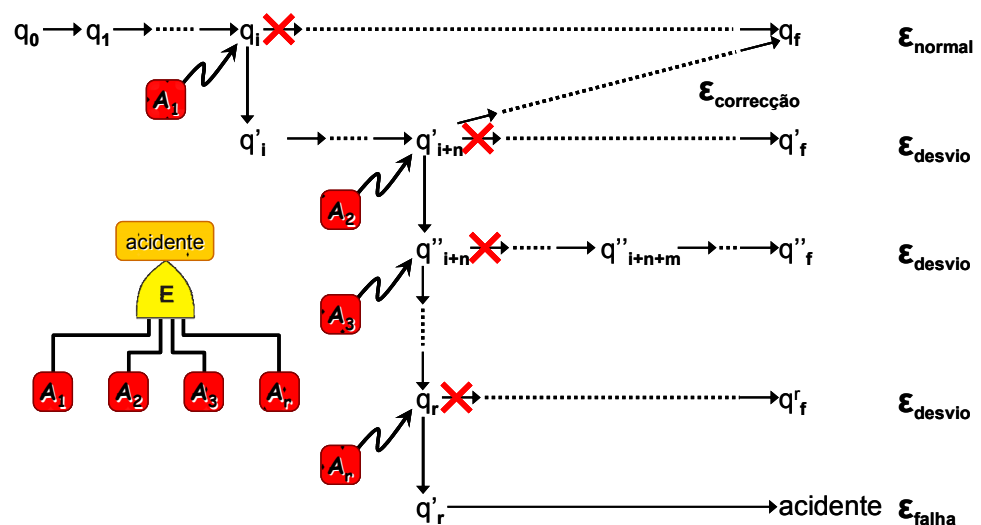 q0 q1 qi qf εnormal
A1 εcorrecção
q'i q'i+n q'f εdesvio
A2
acidente
q''i+n q''i+n+m q''f εdesvio
E
A3
A1 A2 A3 Ar
qr q^r_f εdesvio
Ar
q'r acidente εfalha